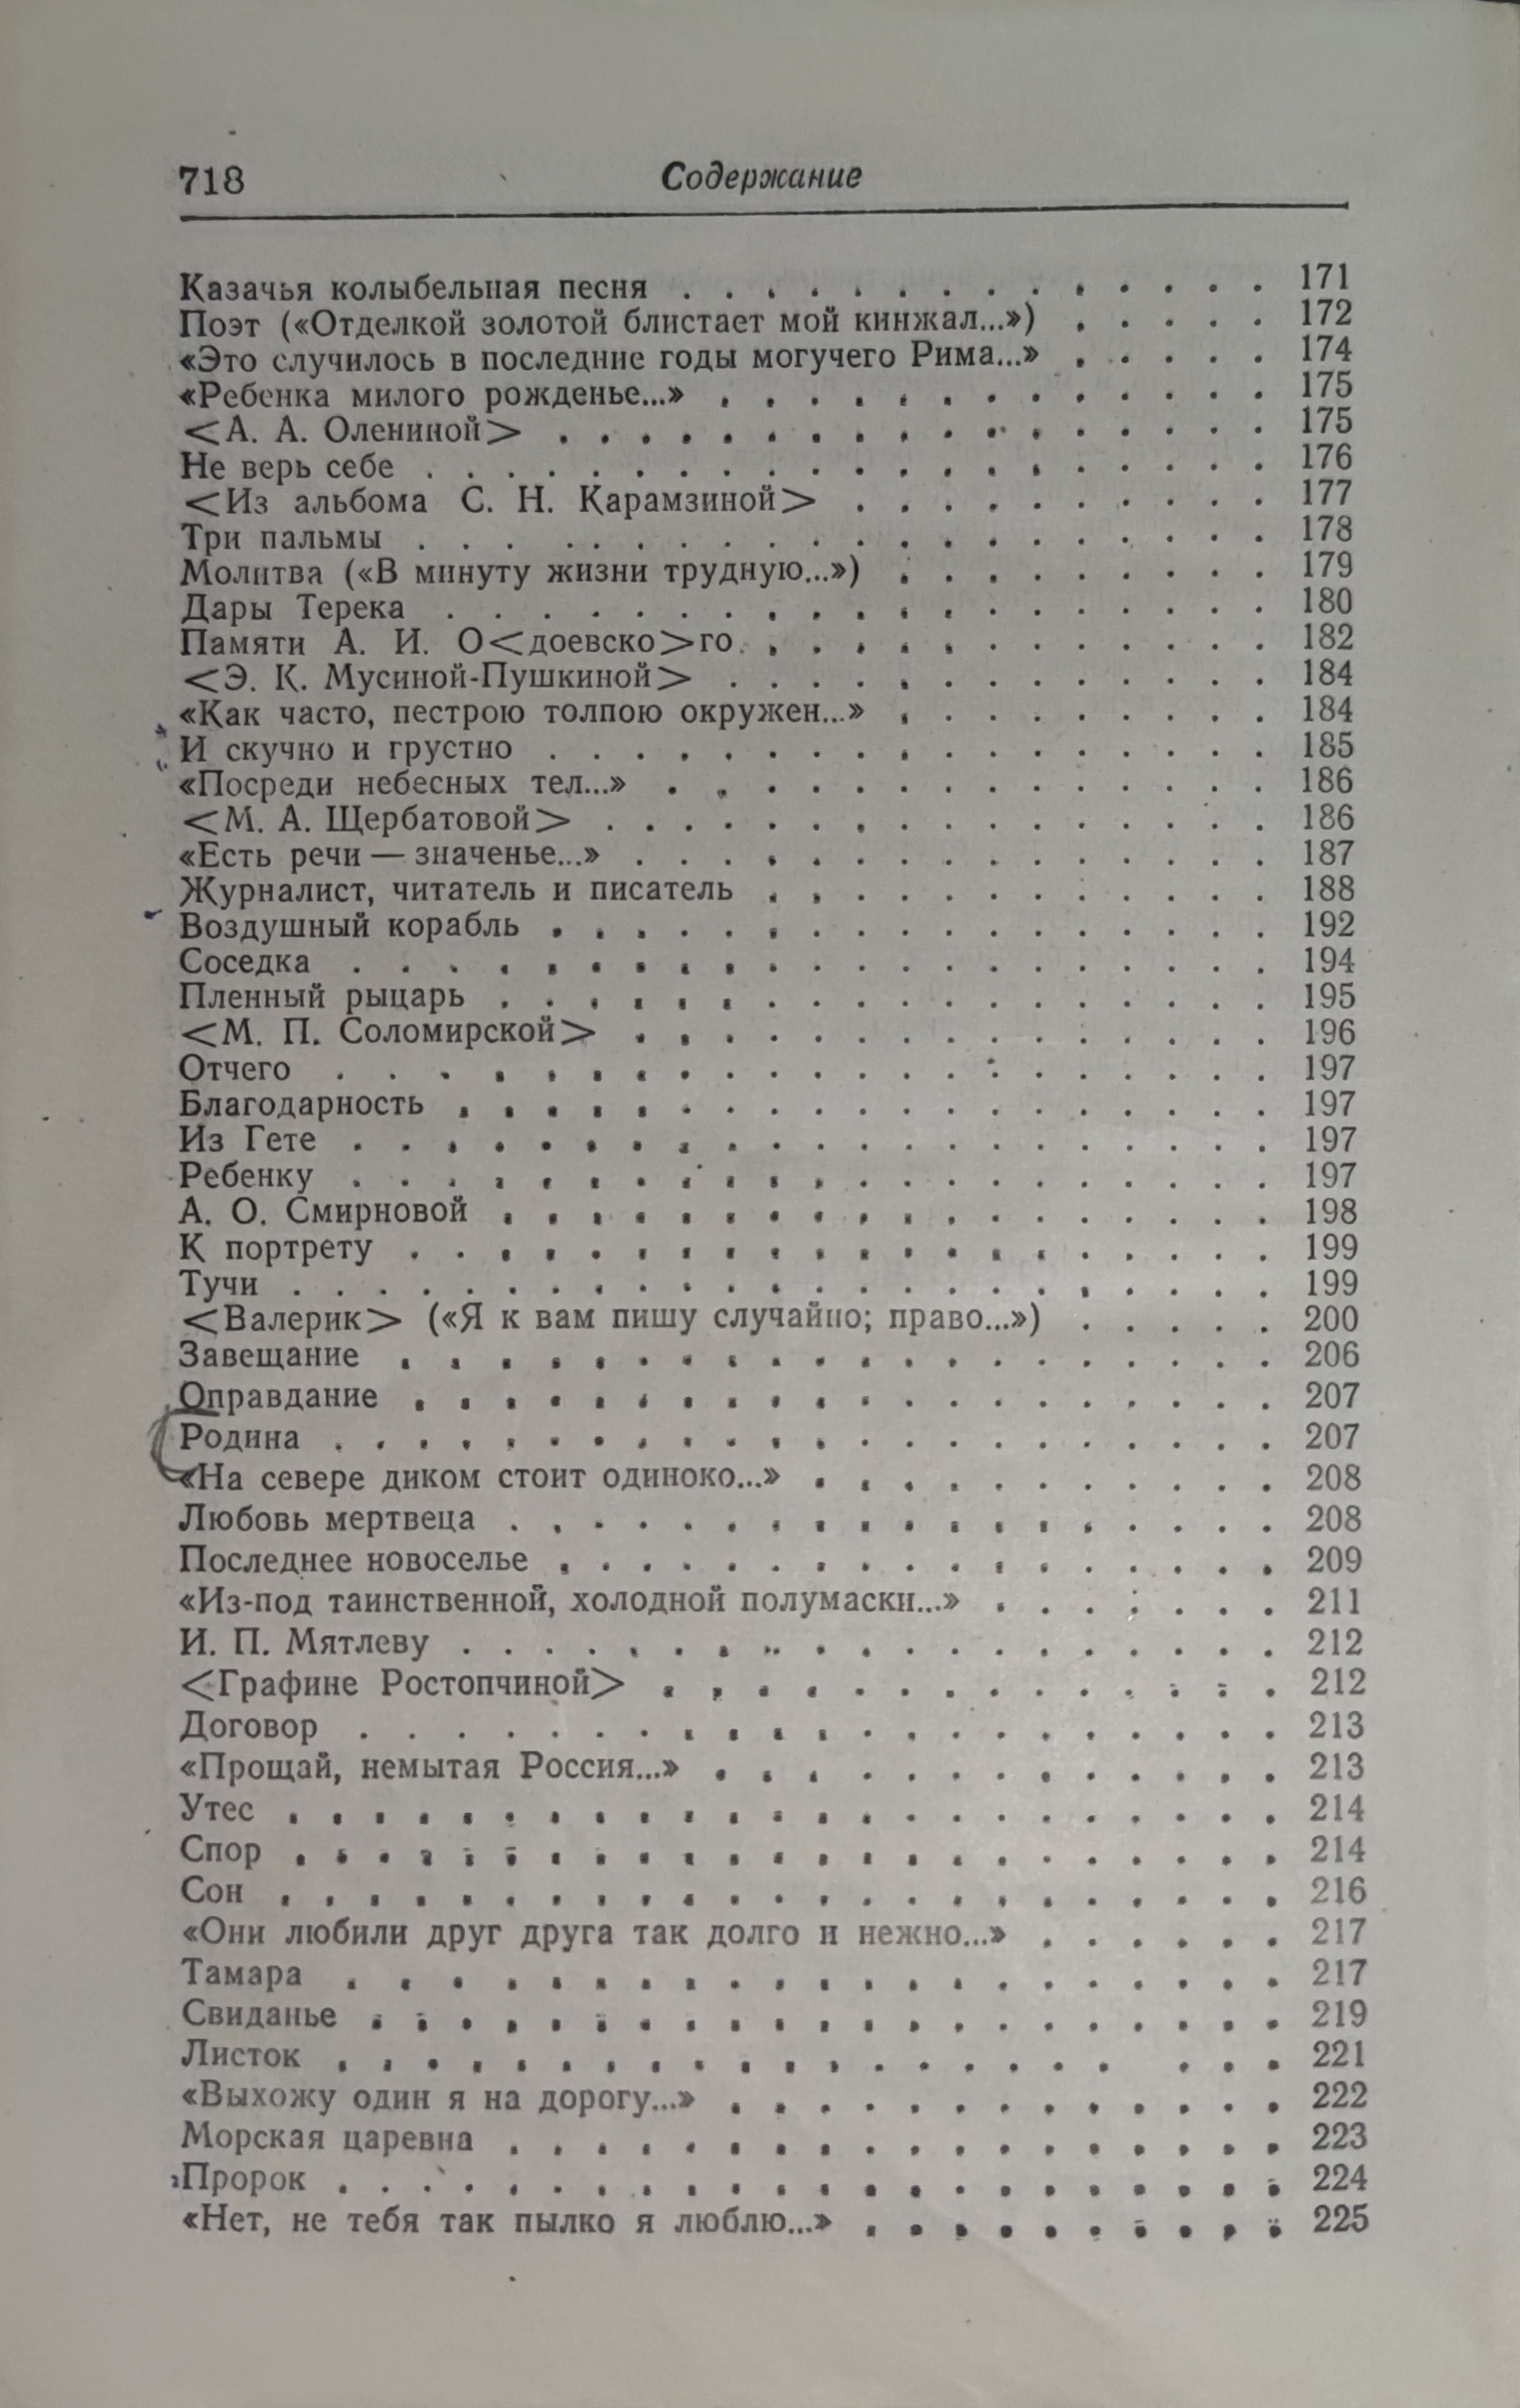 718 Содержание
Казачья колыбельная песня . . . . . . . . . . . . . . 171
Поэт («Отделкой золотой блистает мой кинжал...») . . . . . 172
«Это случилось в последние годы могучего Рима...» . . . . . 174
«Ребенка милого рожденье...» . . . . . . . . . . . . . 175
<А. А. Олениной> . . . . . . . . . . . . . . . . . 175
Не верь себе . . . . . . . . . . . . . . . . . . . . 176
<Из альбома С. Н. Карамзиной> . . . . . . . . . . 177
Три пальмы . . . . . . . . . . . . . . . . . . . . 178
Молитва («В минуту жизни трудную...») . . . . . . . . . 179
Дары Терека . . . . . . . . . . . . . . . . . . . 180
Памяти А. И. О<доевско>го . . . . . . . . . . . . 182
<Э. К. Мусиной-Пушкиной> . . . . . . . . . . . . . 184
«Как часто, пестрою толпою окружен...» . . . . . . . . . 184
И скучно и грустно . . . . . . . . . . . . . . . . . 185
«Посреди небесных тел...» . . . . . . . . . . . . . . 186
<М. А. Щербатовой> . . . . . . . . . . . . . . . . 186
«Есть речи — значенье...» . . . . . . . . . . . . . . . 187
Журналист, читатель и писатель . . . . . . . . . . . . 188
Воздушный корабль . . . . . . . . . . . . . . . . . 192
Соседка . . . . . . . . . . . . . . . . . . . . . 194
Пленный рыцарь . . . . . . . . . . . . . . . . . . 195
<М. П. Соломирской> . . . . . . . . . . . . . . . 196
Отчего . . . . . . . . . . . . . . . . . . . . . . 197
Благодарность . . . . . . . . . . . . . . . . . . . 197
Из Гете . . . . . . . . . . . . . . . . . . . . . 197
Ребенку . . . . . . . . . . . . . . . . . . . . . 197
А. О. Смирновой . . . . . . . . . . . . . . . . . . 198
К портрету . . . . . . . . . . . . . . . . . . . . 199
Тучи . . . . . . . . . . . . . . . . . . . . . . . 199
<Валерик> («Я к вам пишу случайно; право...») . . . . . 200
Завещание . . . . . . . . . . . . . . . . . . . . 206
Оправдание . . . . . . . . . . . . . . . . . . . . 207
Родина . . . . . . . . . . . . . . . . . . . . . . 207
«На севере диком стоит одиноко...» . . . . . . . . . . . 208
Любовь мертвеца . . . . . . . . . . . . . . . . . . 208
Последнее новоселье . . . . . . . . . . . . . . . . . 209
«Из-под таинственной, холодной полумаски...» . . . . . . . 211
И. П. Мятлеву . . . . . . . . . . . . . . . . . . . 212
<Графине Ростопчиной> . . . . . . . . . . . . . . 212
Договор . . . . . . . . . . . . . . . . . . . . . 213
«Прощай, немытая Россия...» . . . . . . . . . . . . . 213
Утес . . . . . . . . . . . . . . . . . . . . . . . 214
Спор . . . . . . . . . . . . . . . . . . . . . . . 214
Сон . . . . . . . . . . . . . . . . . . . . . . . 216
«Они любили друг друга так долго и нежно...» . . . . . . 217
Тамара . . . . . . . . . . . . . . . . . . . . . . 217
Свиданье . . . . . . . . . . . . . . . . . . . . . 219
Листок . . . . . . . . . . . . . . . . . . . . . 221
«Выхожу один я на дорогу...» . . . . . . . . . . . . . 222
Морская царевна . . . . . . . . . . . . . . . . . . 223
Пророк . . . . . . . . . . . . . . . . . . . . . . 224
«Нет, не тебя так пылко я люблю...» . . . . . . . . . . 225